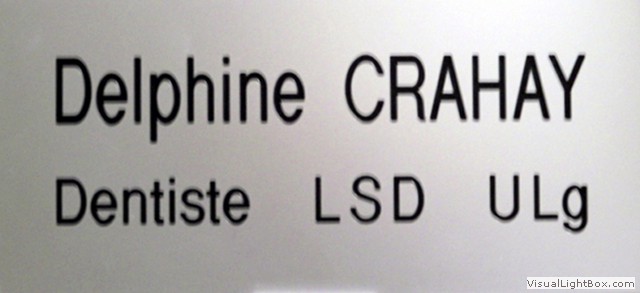 Delphine CRAHAY
Dentiste LSD ULg
VisualLightBox.com